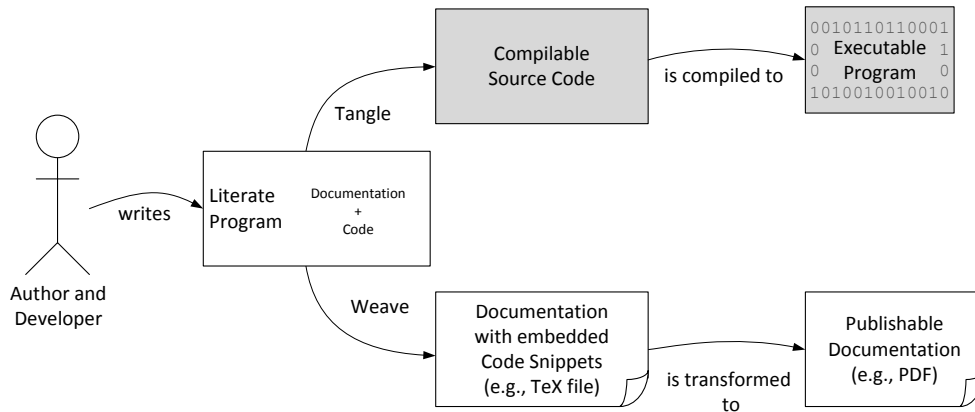 Compilable
Source Code
0010110110001
0 Executable 1
0 Program 0
1010010010010
is compiled to
Tangle
Literate
Program
Documentation
+
Code
writes
Author and
Developer
Weave
Documentation
with embedded
Code Snippets
(e.g., TeX file)
is transformed
to
Publishable
Documentation
(e.g., PDF)